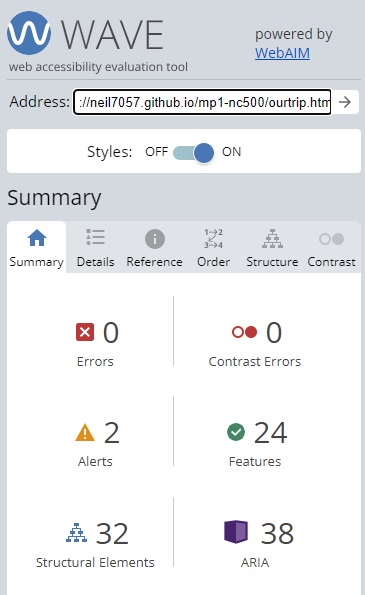 WAVE
powered by
WebAIM
web accessibility evaluation tool
Address: ://neil7057.github.io/mp1-nc500/ourtrip.htm
Styles: OFF ON
Summary
1→2
3→4
Summary Details Reference Order Structure Contrast
0 0
Errors Contrast Errors
2 24
Alerts Features
32 38
Structural Elements ARIA